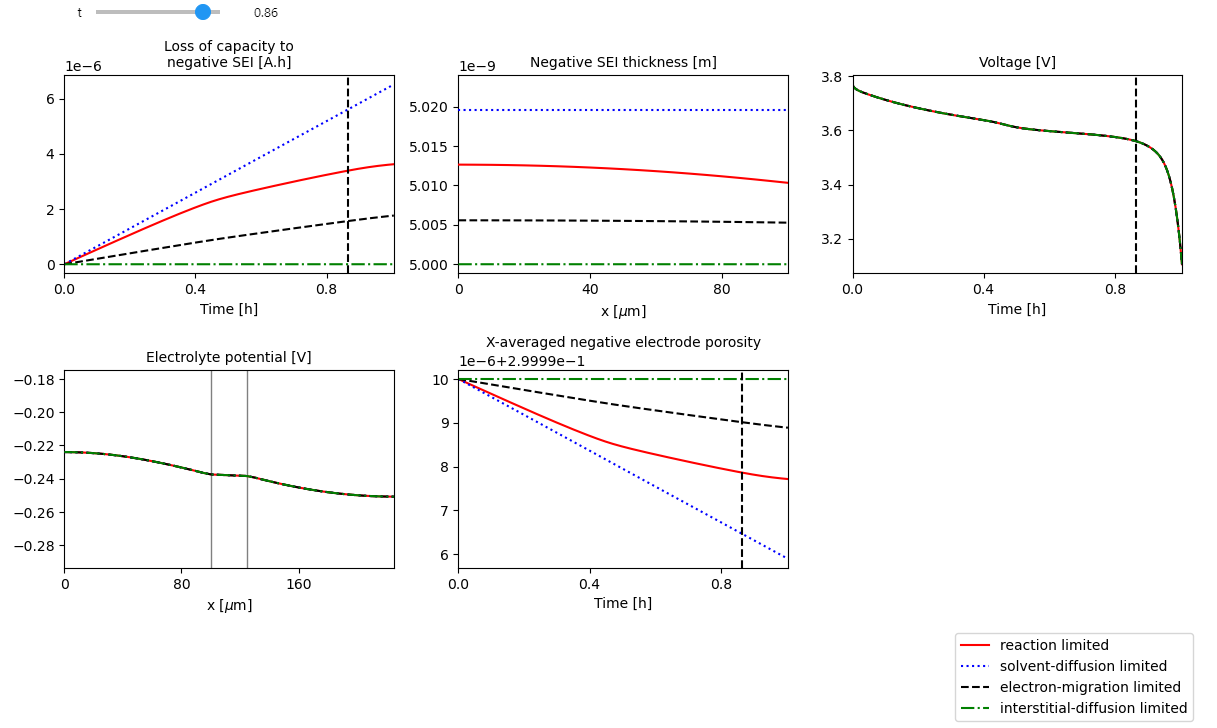 t 0.86
Loss of capacity to
negative SEI [A.h]
Negative SEI thickness [m]
Voltage [V]
1e−6
6
4
2
0
0.0 0.4 0.8
Time [h]
1e−9
5.020
5.015
5.010
5.005
5.000
0 40 80
x [μm]
3.8
3.6
3.4
3.2
0.0 0.4 0.8
Time [h]
Electrolyte potential [V]
−0.18
−0.20
−0.22
−0.24
−0.26
−0.28
0 80 160
x [μm]
X-averaged negative electrode porosity
1e−6+2.9999e−1
10
9
8
7
6
0.0 0.4 0.8
Time [h]
reaction limited
solvent-diffusion limited
electron-migration limited
interstitial-diffusion limited